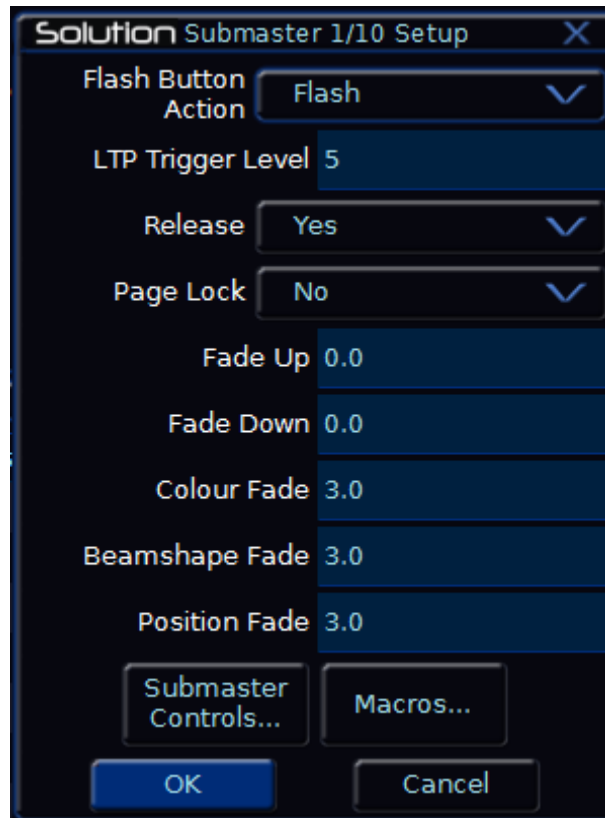 Solution Submaster 1/10 Setup
Flash Button
Action
Flash
LTP Trigger Level 5
Release Yes
Page Lock No
Fade Up 0.0
Fade Down 0.0
Colour Fade 3.0
Beamshape Fade 3.0
Position Fade 3.0
Submaster
Controls...
Macros...
OK Cancel